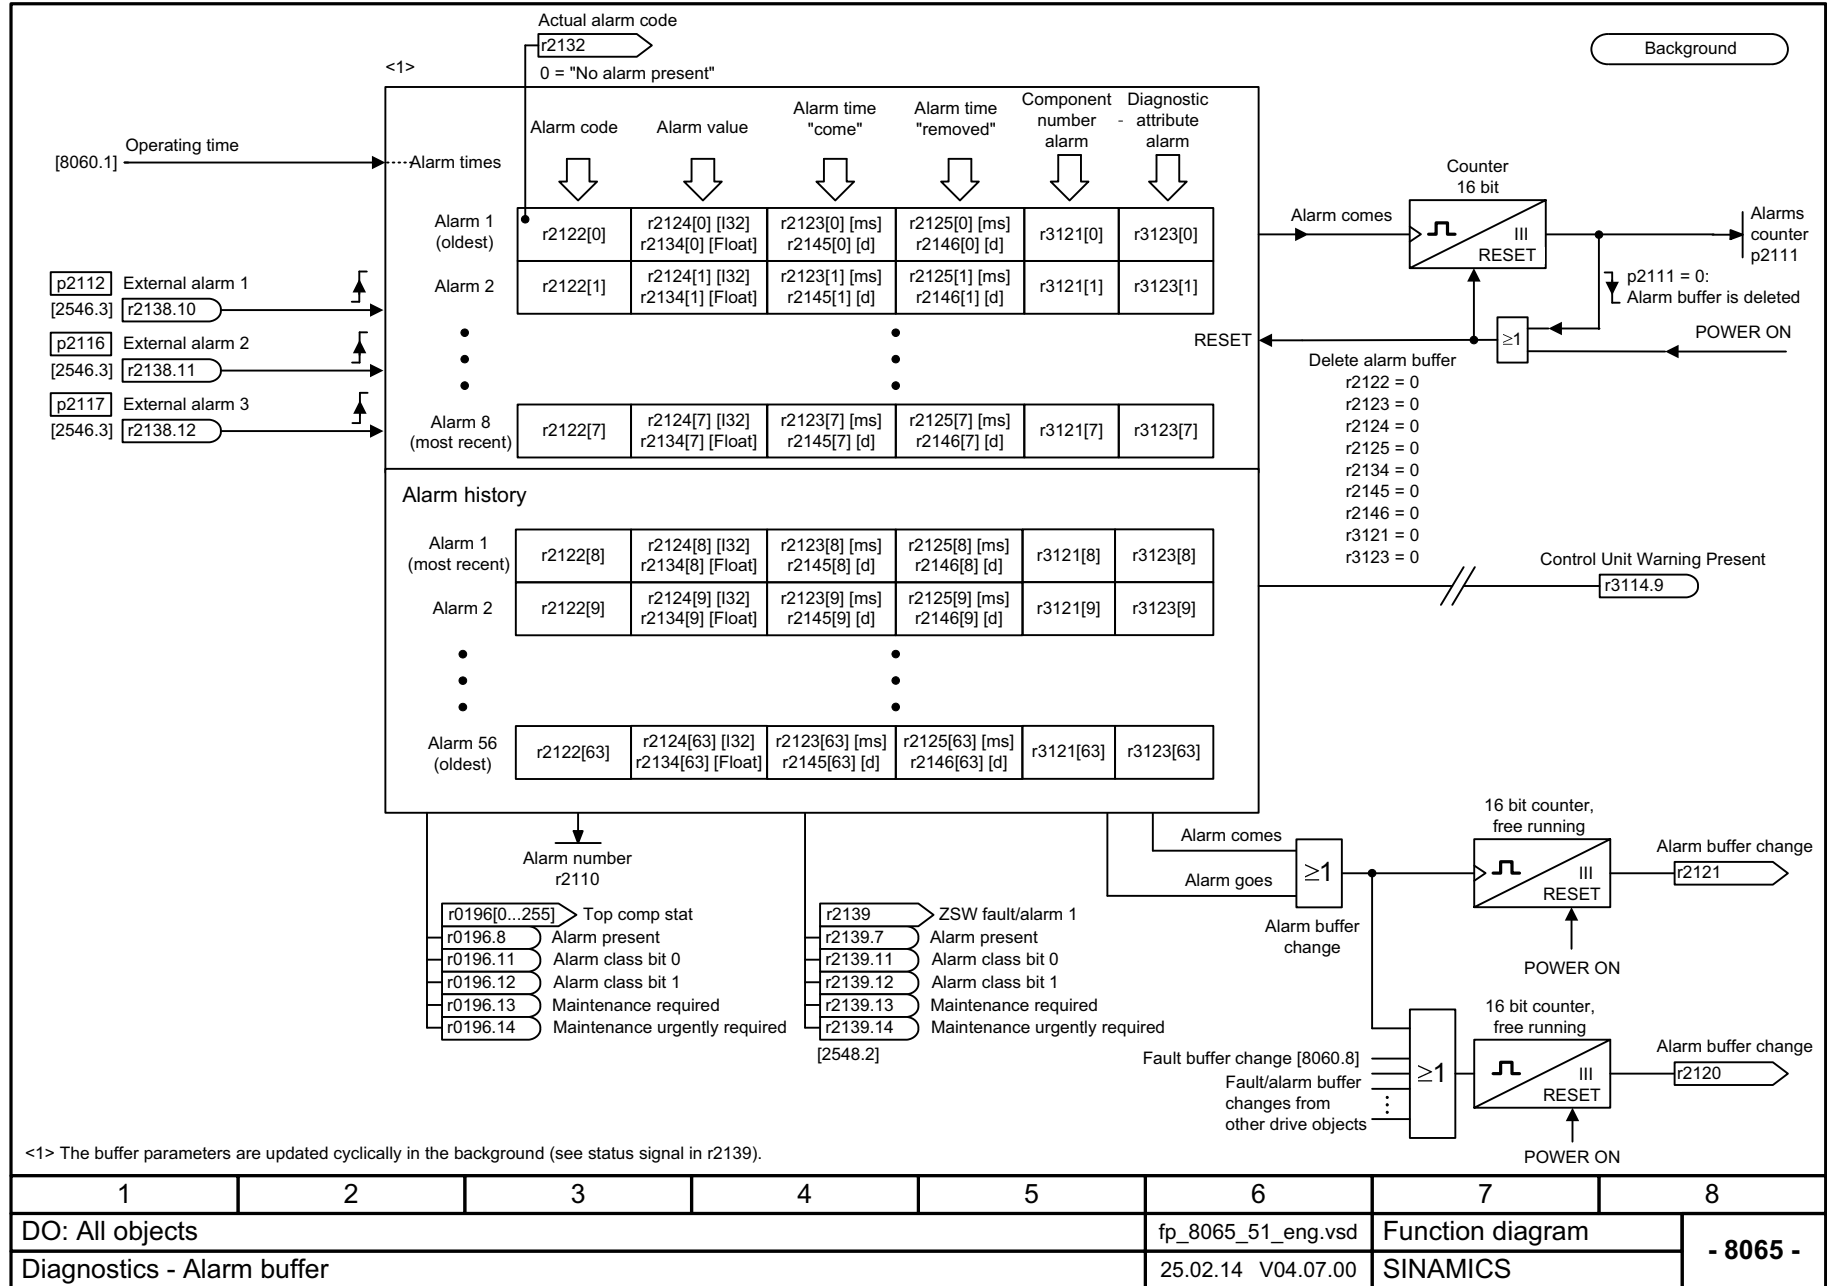 Actual alarm code
r2132
0 = "No alarm present"
Background
<1>
Operating time
[8060.1]
Alarm times
Alarm code
Alarm value
Alarm time
"come"
Alarm time
"removed"
Component
number
alarm
-
Diagnostic
attribute
alarm
Alarm 1
(oldest)
r2122[0]
r2124[0] [I32]
r2134[0] [Float]
r2123[0] [ms]
r2145[0] [d]
r2125[0] [ms]
r2146[0] [d]
r3121[0]
r3123[0]
Alarm 2
r2122[1]
r2124[1] [I32]
r2134[1] [Float]
r2123[1] [ms]
r2145[1] [d]
r2125[1] [ms]
r2146[1] [d]
r3121[1]
r3123[1]
Alarm 8
(most recent)
r2122[7]
r2124[7] [I32]
r2134[7] [Float]
r2123[7] [ms]
r2145[7] [d]
r2125[7] [ms]
r2146[7] [d]
r3121[7]
r3123[7]
p2112 External alarm 1
[2546.3] r2138.10
p2116 External alarm 2
[2546.3] r2138.11
p2117 External alarm 3
[2546.3] r2138.12
Alarm comes
Counter
16 bit
III
RESET
Alarms
counter
p2111
p2111 = 0:
Alarm buffer is deleted
POWER ON
≥1
RESET
Delete alarm buffer
r2122 = 0
r2123 = 0
r2124 = 0
r2125 = 0
r2134 = 0
r2145 = 0
r2146 = 0
r3121 = 0
r3123 = 0
Control Unit Warning Present
r3114.9
Alarm history
Alarm 1
(most recent)
r2122[8]
r2124[8] [I32]
r2134[8] [Float]
r2123[8] [ms]
r2145[8] [d]
r2125[8] [ms]
r2146[8] [d]
r3121[8]
r3123[8]
Alarm 2
r2122[9]
r2124[9] [I32]
r2134[9] [Float]
r2123[9] [ms]
r2145[9] [d]
r2125[9] [ms]
r2146[9] [d]
r3121[9]
r3123[9]
Alarm 56
(oldest)
r2122[63]
r2124[63] [I32]
r2134[63] [Float]
r2123[63] [ms]
r2145[63] [d]
r2125[63] [ms]
r2146[63] [d]
r3121[63]
r3123[63]
Alarm number
r2110
r0196[0...255] Top comp stat
r0196.8 Alarm present
r0196.11 Alarm class bit 0
r0196.12 Alarm class bit 1
r0196.13 Maintenance required
r0196.14 Maintenance urgently required
r2139 ZSW fault/alarm 1
r2139.7 Alarm present
r2139.11 Alarm class bit 0
r2139.12 Alarm class bit 1
r2139.13 Maintenance required
r2139.14 Maintenance urgently required
[2548.2]
Alarm comes
Alarm goes
≥1
Alarm buffer
change
16 bit counter,
free running
III
RESET
POWER ON
Alarm buffer change
r2121
Fault buffer change [8060.8]
Fault/alarm buffer
changes from
other drive objects
≥1
16 bit counter,
free running
III
RESET
POWER ON
Alarm buffer change
r2120
<1> The buffer parameters are updated cyclically in the background (see status signal in r2139).
1 2 3 4 5 6 7 8
DO: All objects
fp_8065_51_eng.vsd
Function diagram
- 8065 -
Diagnostics - Alarm buffer
25.02.14 V04.07.00
SINAMICS